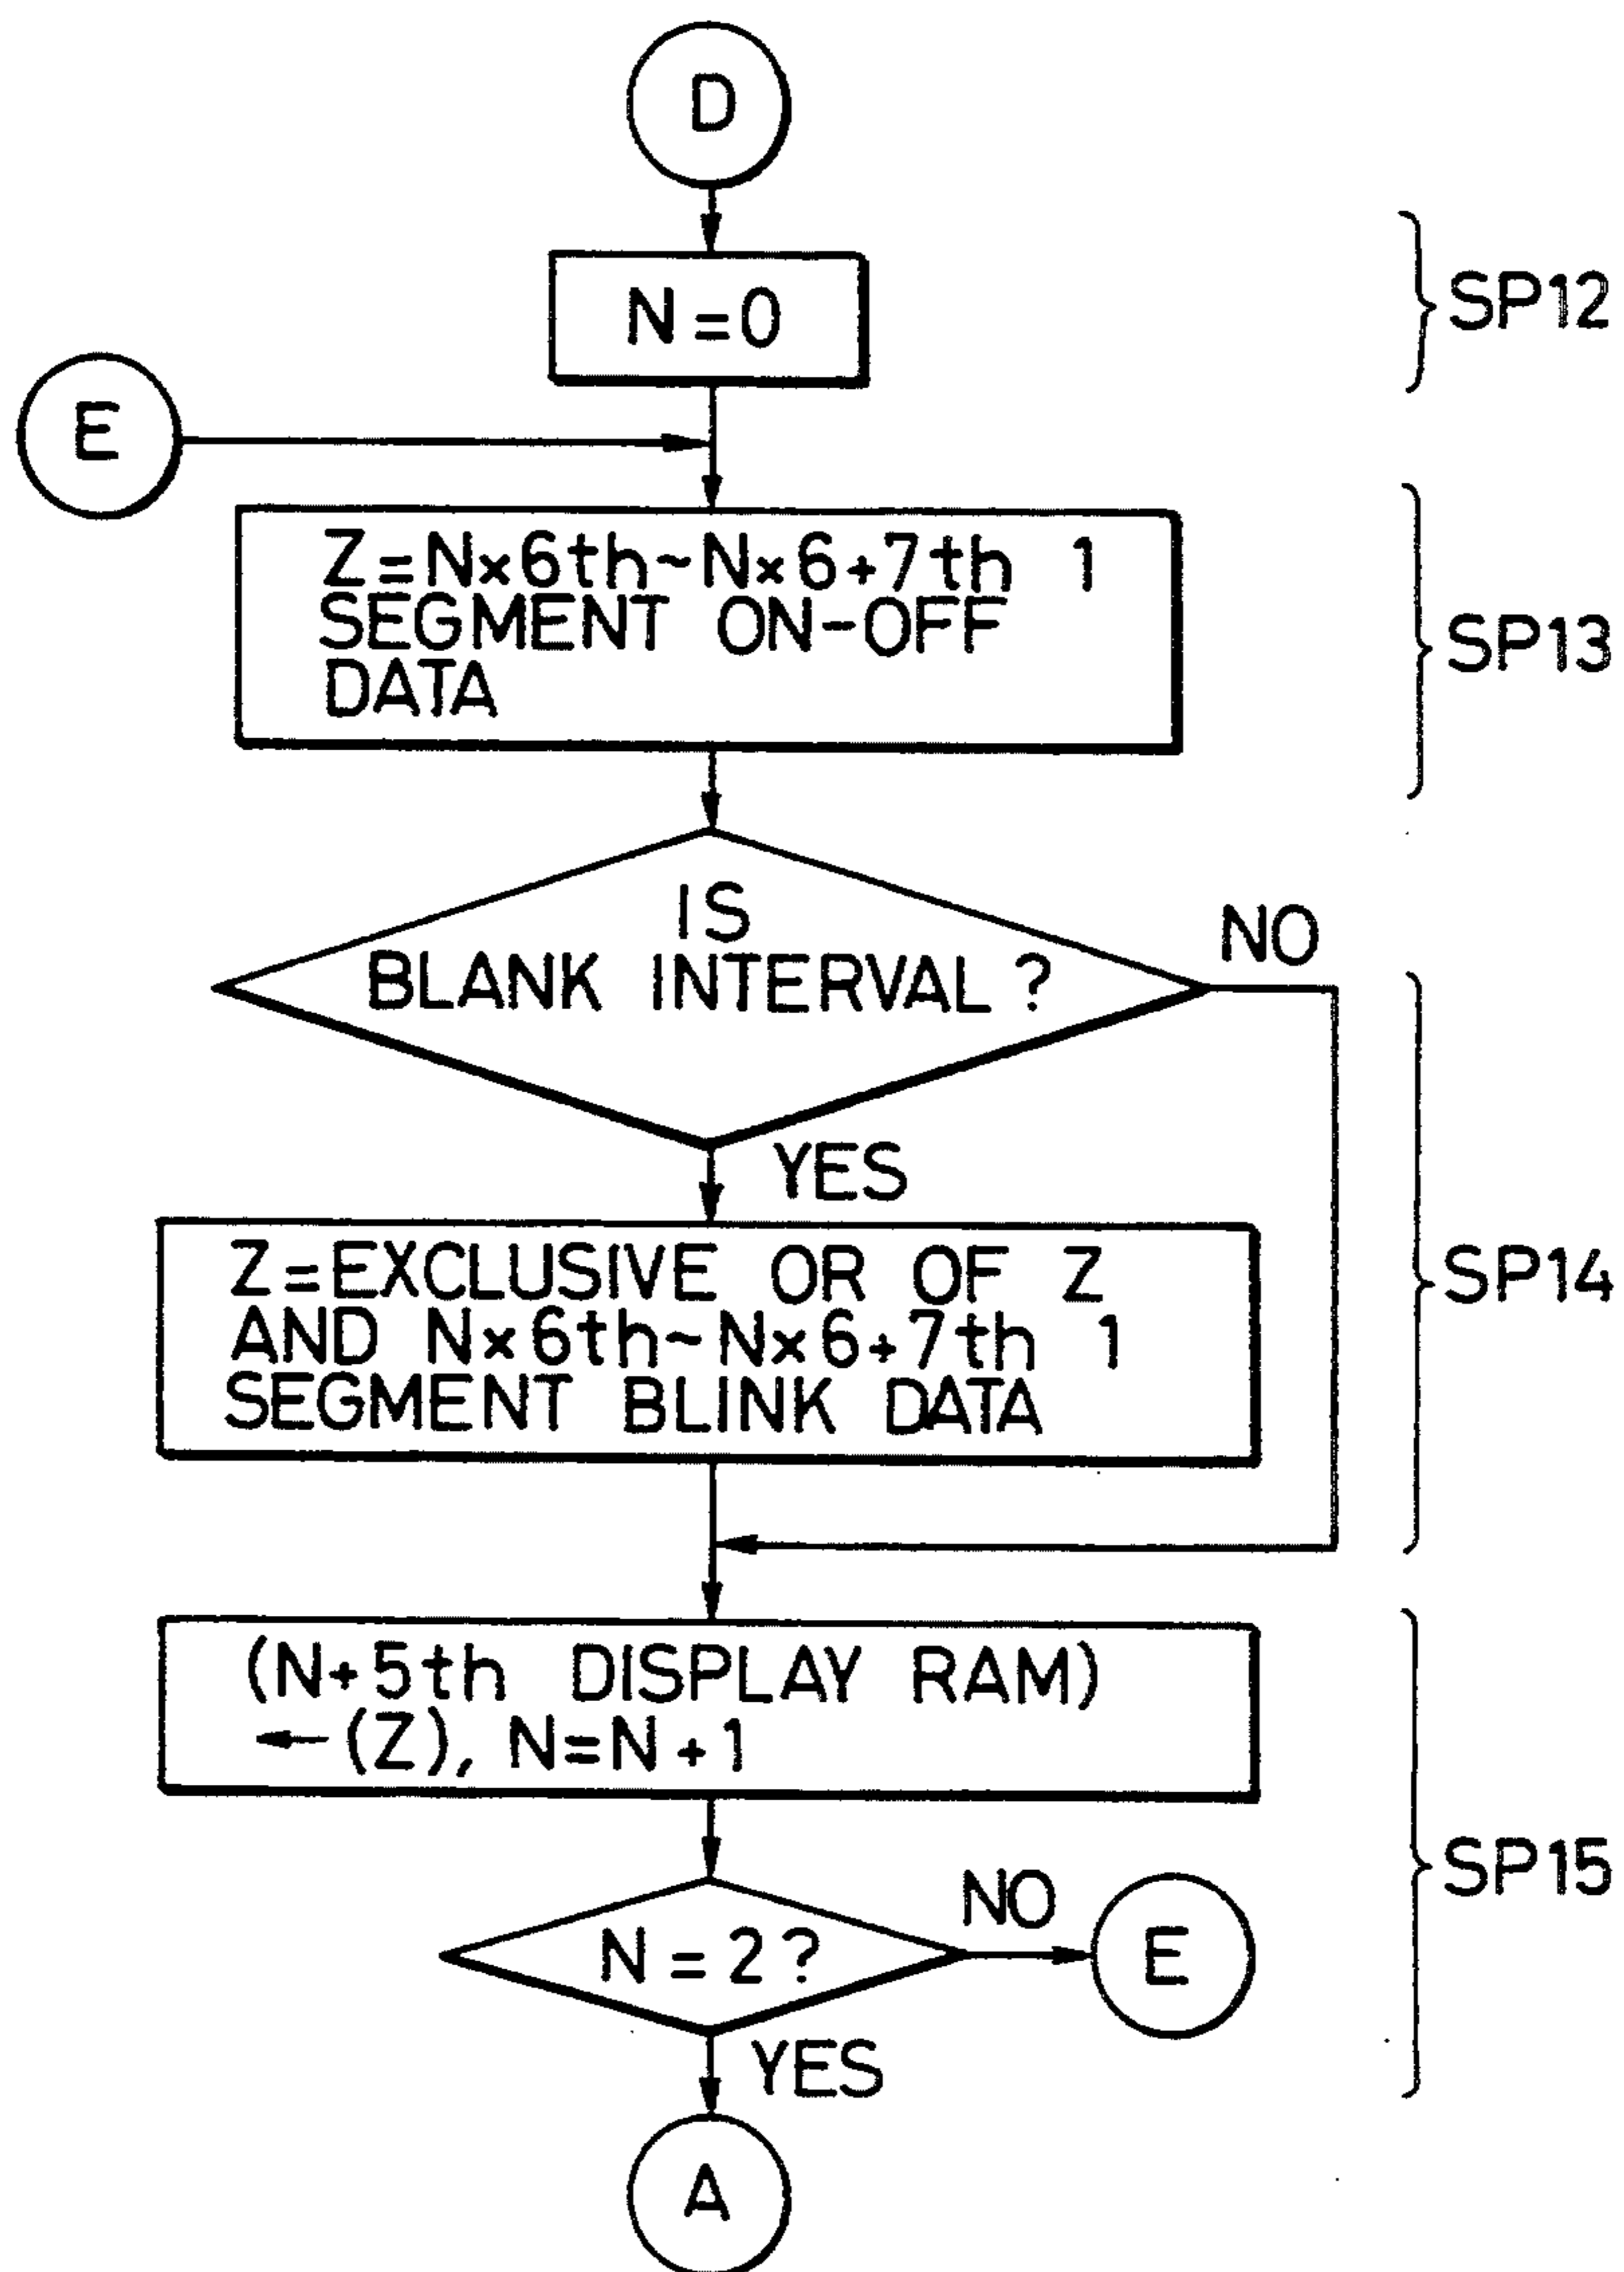 D
N=0
SP12
E
Z=N×6th~N×6+7th 1
SEGMENT ON-OFF
DATA
SP13
IS
BLANK INTERVAL?
NO
YES
Z=EXCLUSIVE OR OF Z
AND N×6th~N×6+7th 1
SEGMENT BLINK DATA
SP14
(N+5th DISPLAY RAM)
←(Z), N=N+1
N=2?
NO
E
SP15
YES
A